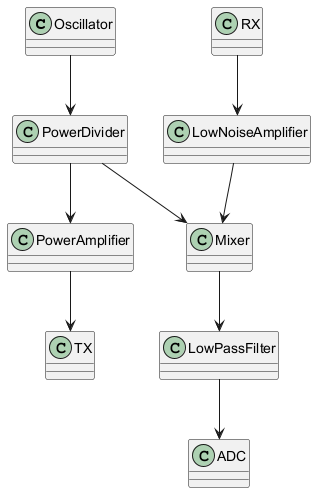 C Oscillator
C RX
C PowerDivider
C LowNoiseAmplifier
C PowerAmplifier
C Mixer
C TX
C LowPassFilter
C ADC